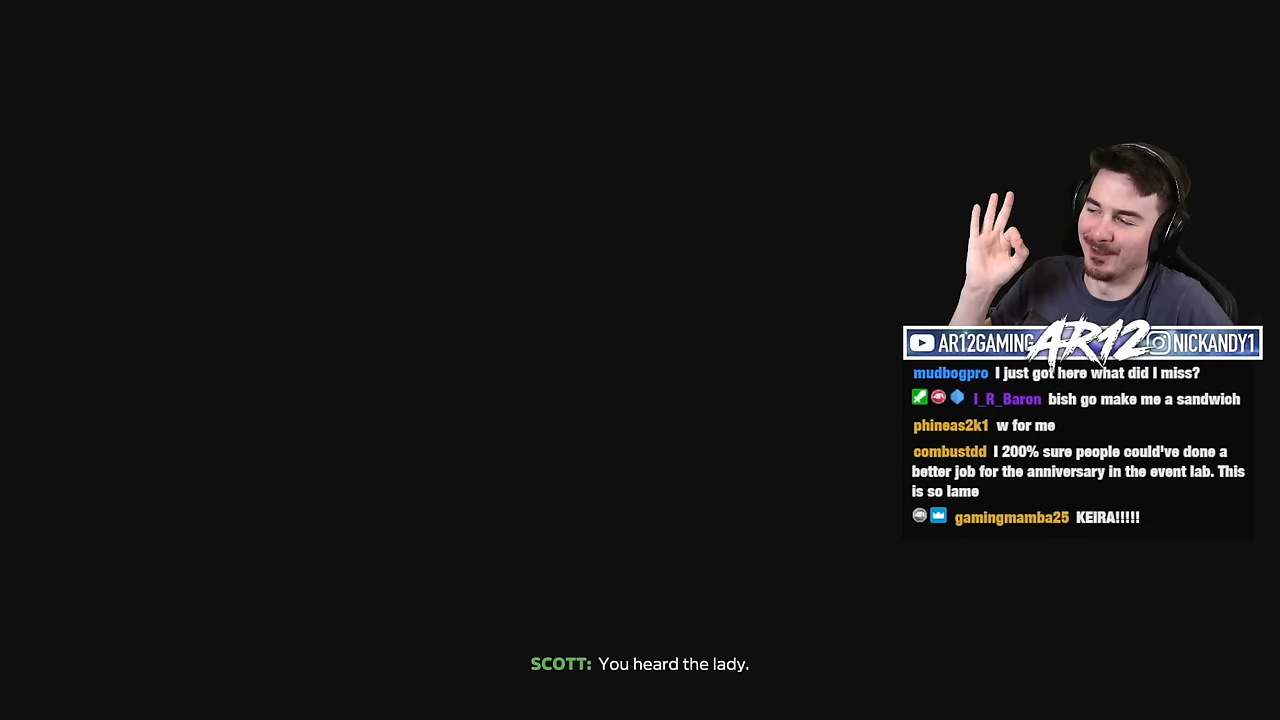 AR12GAMING AR12 NICKANDY1
mudbogpro I just got here what did I miss?
I_R_Baron bish go make me a sandwich
phineas2k1 w for me
combustdd I 200% sure people could've done a
better job for the anniversary in the event lab. This
is so lame
gamingmamba25 KEIRA!!!!!
SCOTT: You heard the lady.